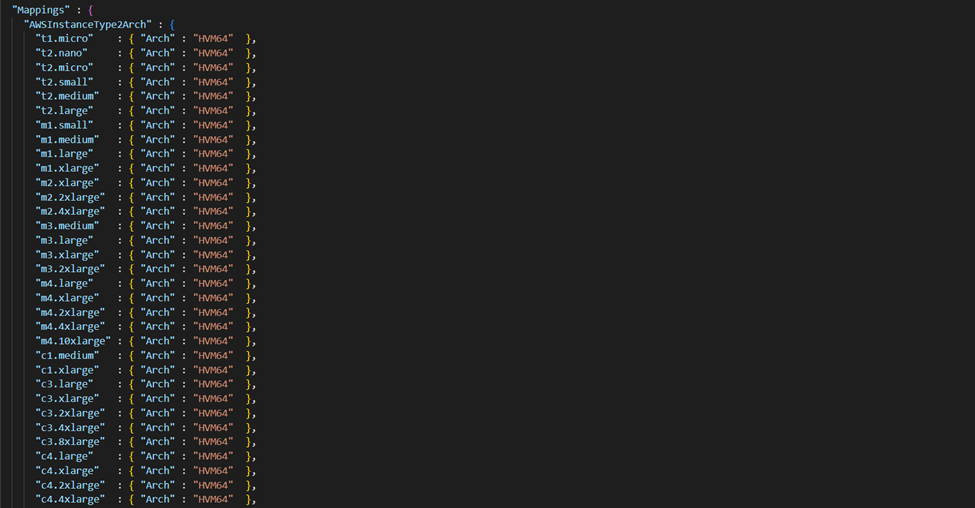 "Mappings" : {
"AWSInstanceType2Arch" : {
"t1.micro" : { "Arch" : "HVM64" },
"t2.nano" : { "Arch" : "HVM64" },
"t2.micro" : { "Arch" : "HVM64" },
"t2.small" : { "Arch" : "HVM64" },
"t2.medium" : { "Arch" : "HVM64" },
"t2.large" : { "Arch" : "HVM64" },
"m1.small" : { "Arch" : "HVM64" },
"m1.medium" : { "Arch" : "HVM64" },
"m1.large" : { "Arch" : "HVM64" },
"m1.xlarge" : { "Arch" : "HVM64" },
"m2.xlarge" : { "Arch" : "HVM64" },
"m2.2xlarge" : { "Arch" : "HVM64" },
"m2.4xlarge" : { "Arch" : "HVM64" },
"m3.medium" : { "Arch" : "HVM64" },
"m3.large" : { "Arch" : "HVM64" },
"m3.xlarge" : { "Arch" : "HVM64" },
"m3.2xlarge" : { "Arch" : "HVM64" },
"m4.large" : { "Arch" : "HVM64" },
"m4.xlarge" : { "Arch" : "HVM64" },
"m4.2xlarge" : { "Arch" : "HVM64" },
"m4.4xlarge" : { "Arch" : "HVM64" },
"m4.10xlarge" : { "Arch" : "HVM64" },
"c1.medium" : { "Arch" : "HVM64" },
"c1.xlarge" : { "Arch" : "HVM64" },
"c3.large" : { "Arch" : "HVM64" },
"c3.xlarge" : { "Arch" : "HVM64" },
"c3.2xlarge" : { "Arch" : "HVM64" },
"c3.4xlarge" : { "Arch" : "HVM64" },
"c3.8xlarge" : { "Arch" : "HVM64" },
"c4.large" : { "Arch" : "HVM64" },
"c4.xlarge" : { "Arch" : "HVM64" },
"c4.2xlarge" : { "Arch" : "HVM64" },
"c4.4xlarge" : { "Arch" : "HVM64" },